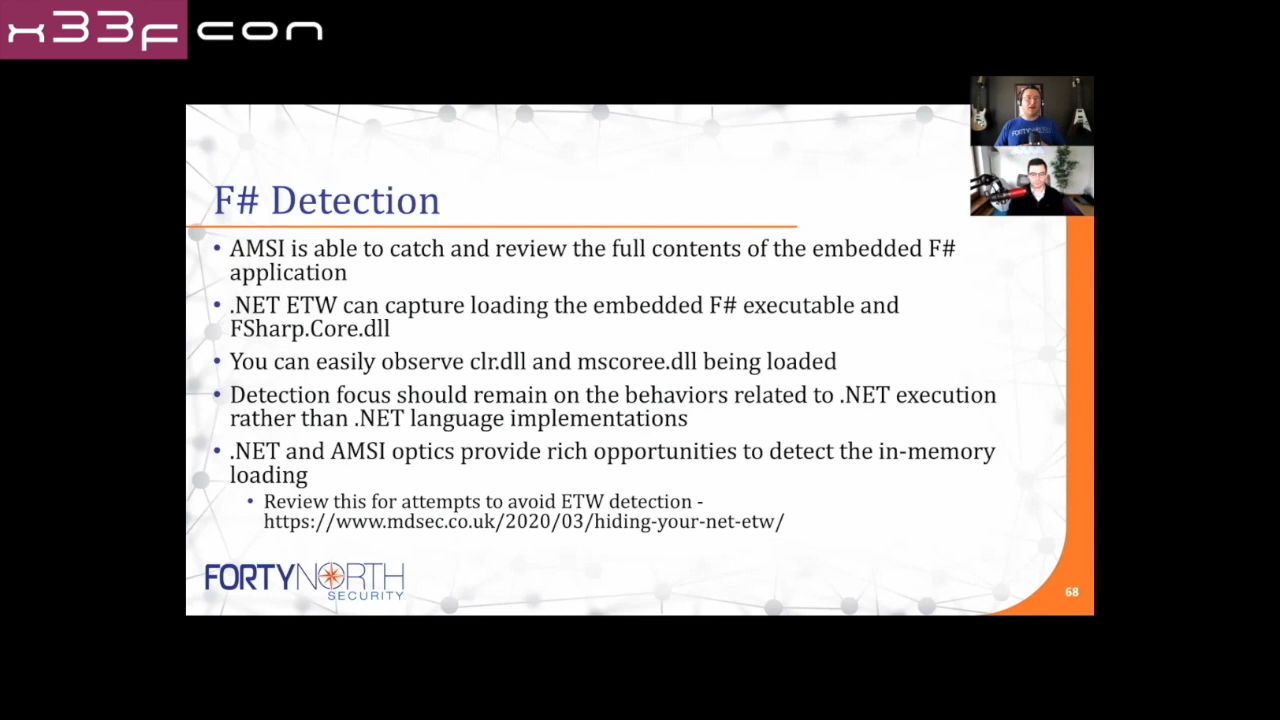 x33fcon
F# Detection
• AMSI is able to catch and review the full contents of the embedded F#
application
• .NET ETW can capture loading the embedded F# executable and
FSharp.Core.dll
• You can easily observe clr.dll and mscoree.dll being loaded
• Detection focus should remain on the behaviors related to .NET execution
rather than .NET language implementations
• .NET and AMSI optics provide rich opportunities to detect the in-memory
loading
• Review this for attempts to avoid ETW detection -
https://www.mdsec.co.uk/2020/03/hiding-your-net-etw/
FORTYNORTH
SECURITY
68